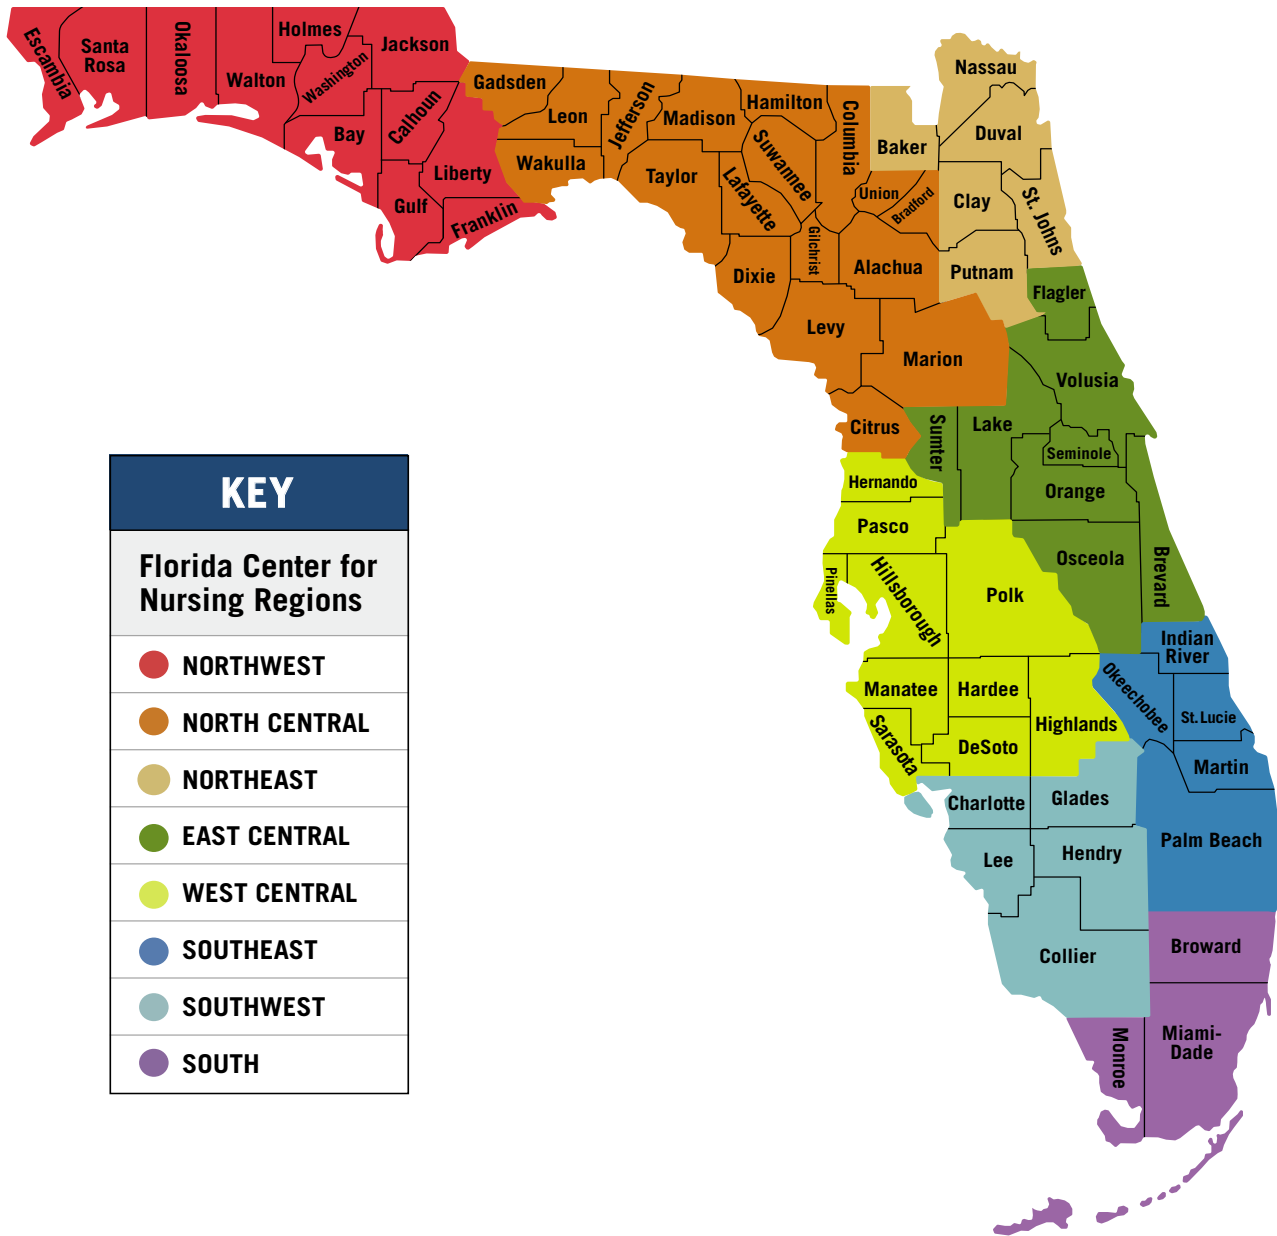 Escambia
Santa
Rosa
Okaloosa
Walton
Holmes
Washington
Jackson
Bay
Calhoun
Liberty
Gulf
Franklin
Gadsden
Leon
Wakulla
Jefferson
Madison
Taylor
Hamilton
Suwannee
Lafayette
Columbia
Dixie
Gilchrist
Union
Bradford
Alachua
Levy
Marion
Citrus
Nassau
Baker
Duval
Clay
St. Johns
Putnam
Flagler
Volusia
Sumter
Lake
Seminole
Orange
Osceola
Brevard
Hernando
Pasco
Pinellas
Hillsborough
Polk
Manatee
Hardee
Highlands
Sarasota
DeSoto
Indian
River
Okeechobee
St. Lucie
Martin
Palm Beach
Charlotte
Glades
Lee
Hendry
Collier
Broward
Monroe
Miami-
Dade
KEY
Florida Center for
Nursing Regions
NORTHWEST
NORTH CENTRAL
NORTHEAST
EAST CENTRAL
WEST CENTRAL
SOUTHEAST
SOUTHWEST
SOUTH